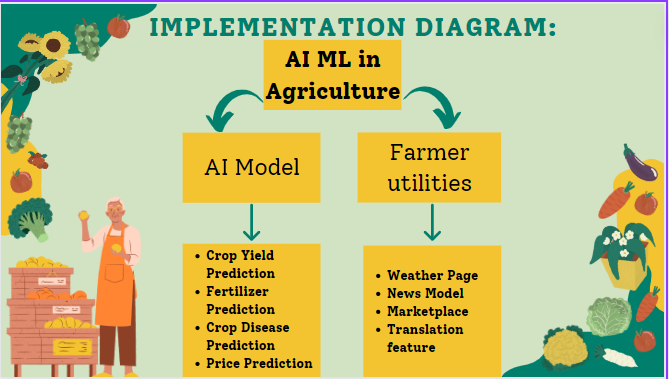 IMPLEMENTATION DIAGRAM:
AI ML in
Agriculture
AI Model
Farmer
utilities
• Crop Yield
Prediction
• Fertilizer
Prediction
• Crop Disease
Prediction
• Price Prediction
• Weather Page
• News Model
• Marketplace
• Translation
feature